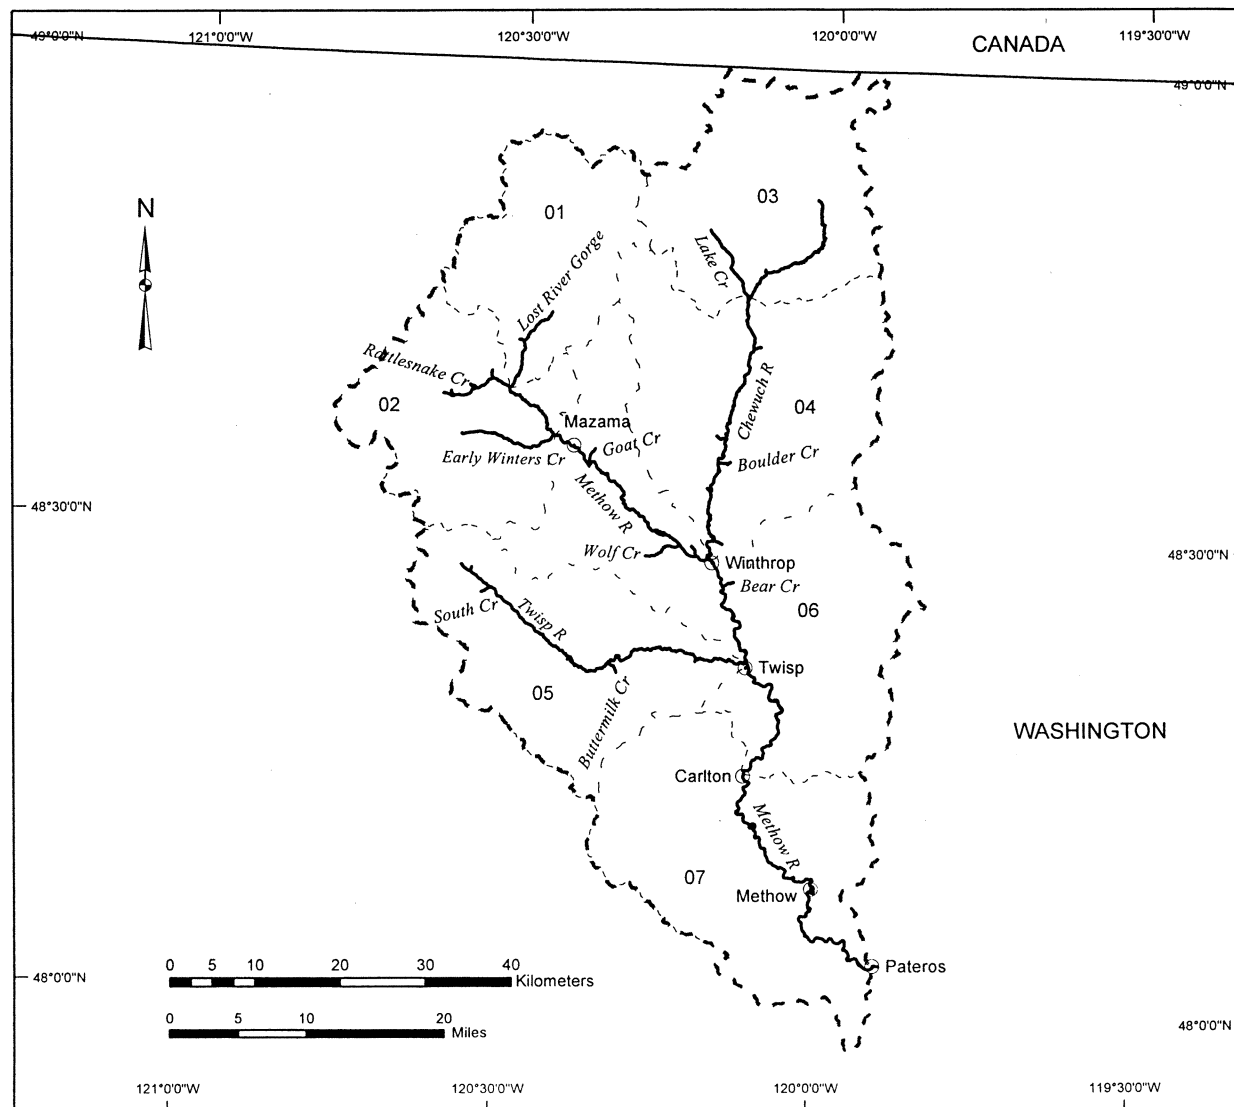 49°0'0"N
121°0'0"W
120°30'0"W
120°0'0"W
119°30'0"W
CANADA
49°0'0"N
N
01
03
Lake Cr
Lost River Gorge
Rattlesnake Cr
02
Mazama
Goat Cr
Early Winters Cr
Chewuch R
04
Boulder Cr
Methow R
48°30'0"N
48°30'0"N
Wolf Cr
Winthrop
Bear Cr
06
South Cr
Twisp R
Twisp
05
Buttermilk Cr
WASHINGTON
Carlton
Methow R
07
Methow
Pateros
48°0'0"N
0 5 10 20 30 40
Kilometers
0 5 10 20
Miles
48°0'0"N
121°0'0"W
120°30'0"W
120°0'0"W
119°30'0"W